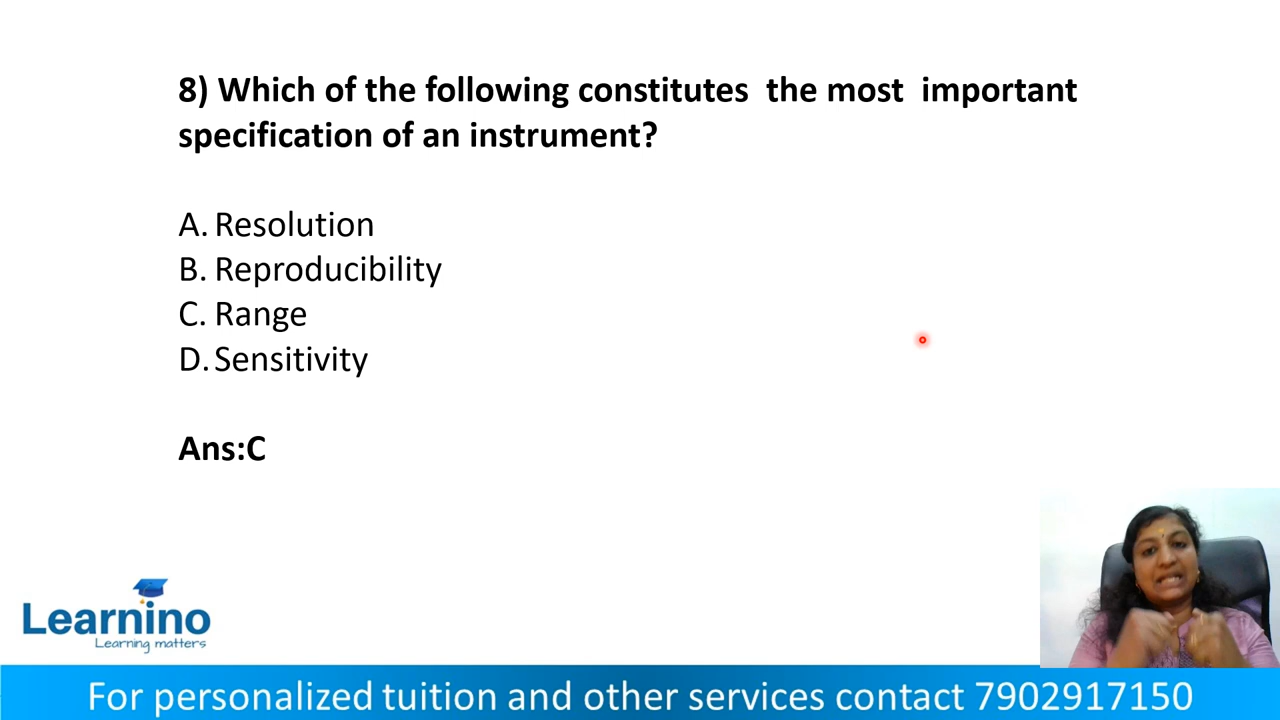 8) Which of the following constitutes the most important
specification of an instrument?
A. Resolution
B. Reproducibility
C. Range
D. Sensitivity
Ans:C
Learnino
Learning matters
For personalized tuition and other services contact 7902917150